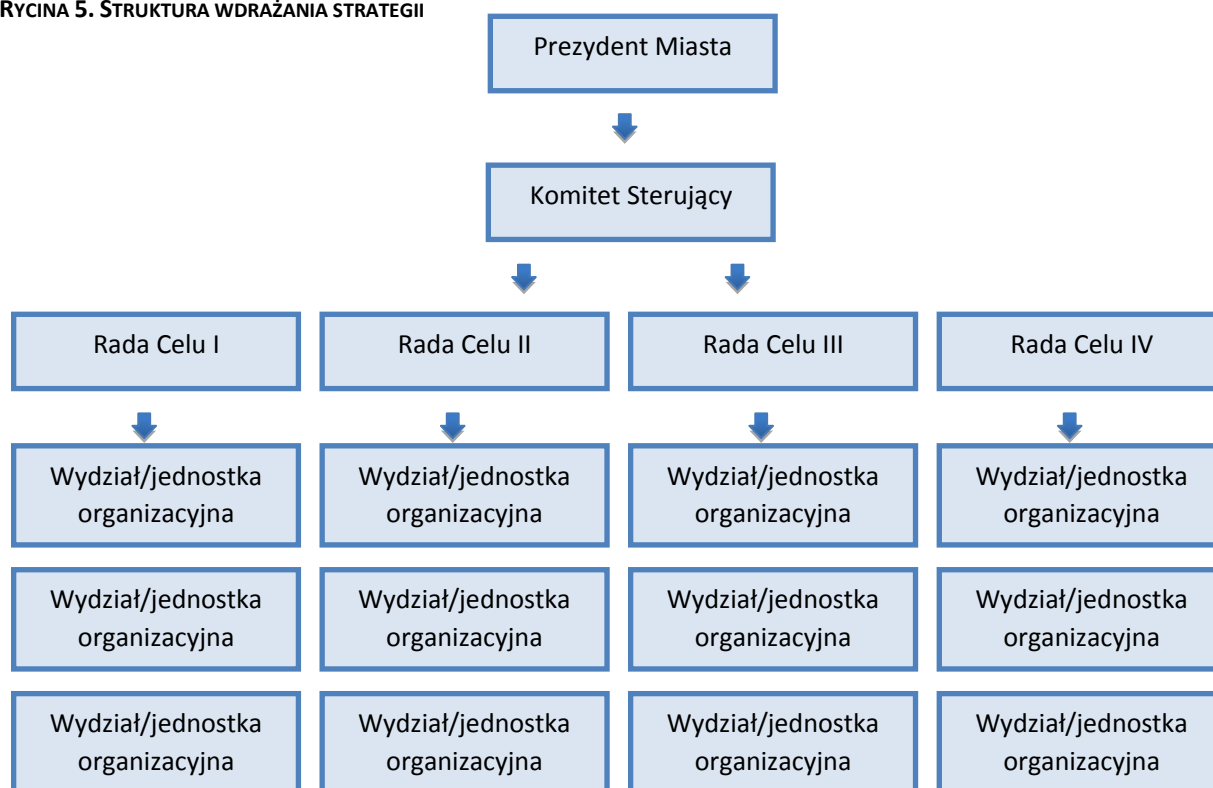 RYCINA 5. STRUKTURA WDRAŻANIA STRATEGII
Prezydent Miasta
Komitet Sterujący
Rada Celu I
Rada Celu II
Rada Celu III
Rada Celu IV
Wydział/jednostka
organizacyjna
Wydział/jednostka
organizacyjna
Wydział/jednostka
organizacyjna
Wydział/jednostka
organizacyjna
Wydział/jednostka
organizacyjna
Wydział/jednostka
organizacyjna
Wydział/jednostka
organizacyjna
Wydział/jednostka
organizacyjna
Wydział/jednostka
organizacyjna
Wydział/jednostka
organizacyjna
Wydział/jednostka
organizacyjna
Wydział/jednostka
organizacyjna